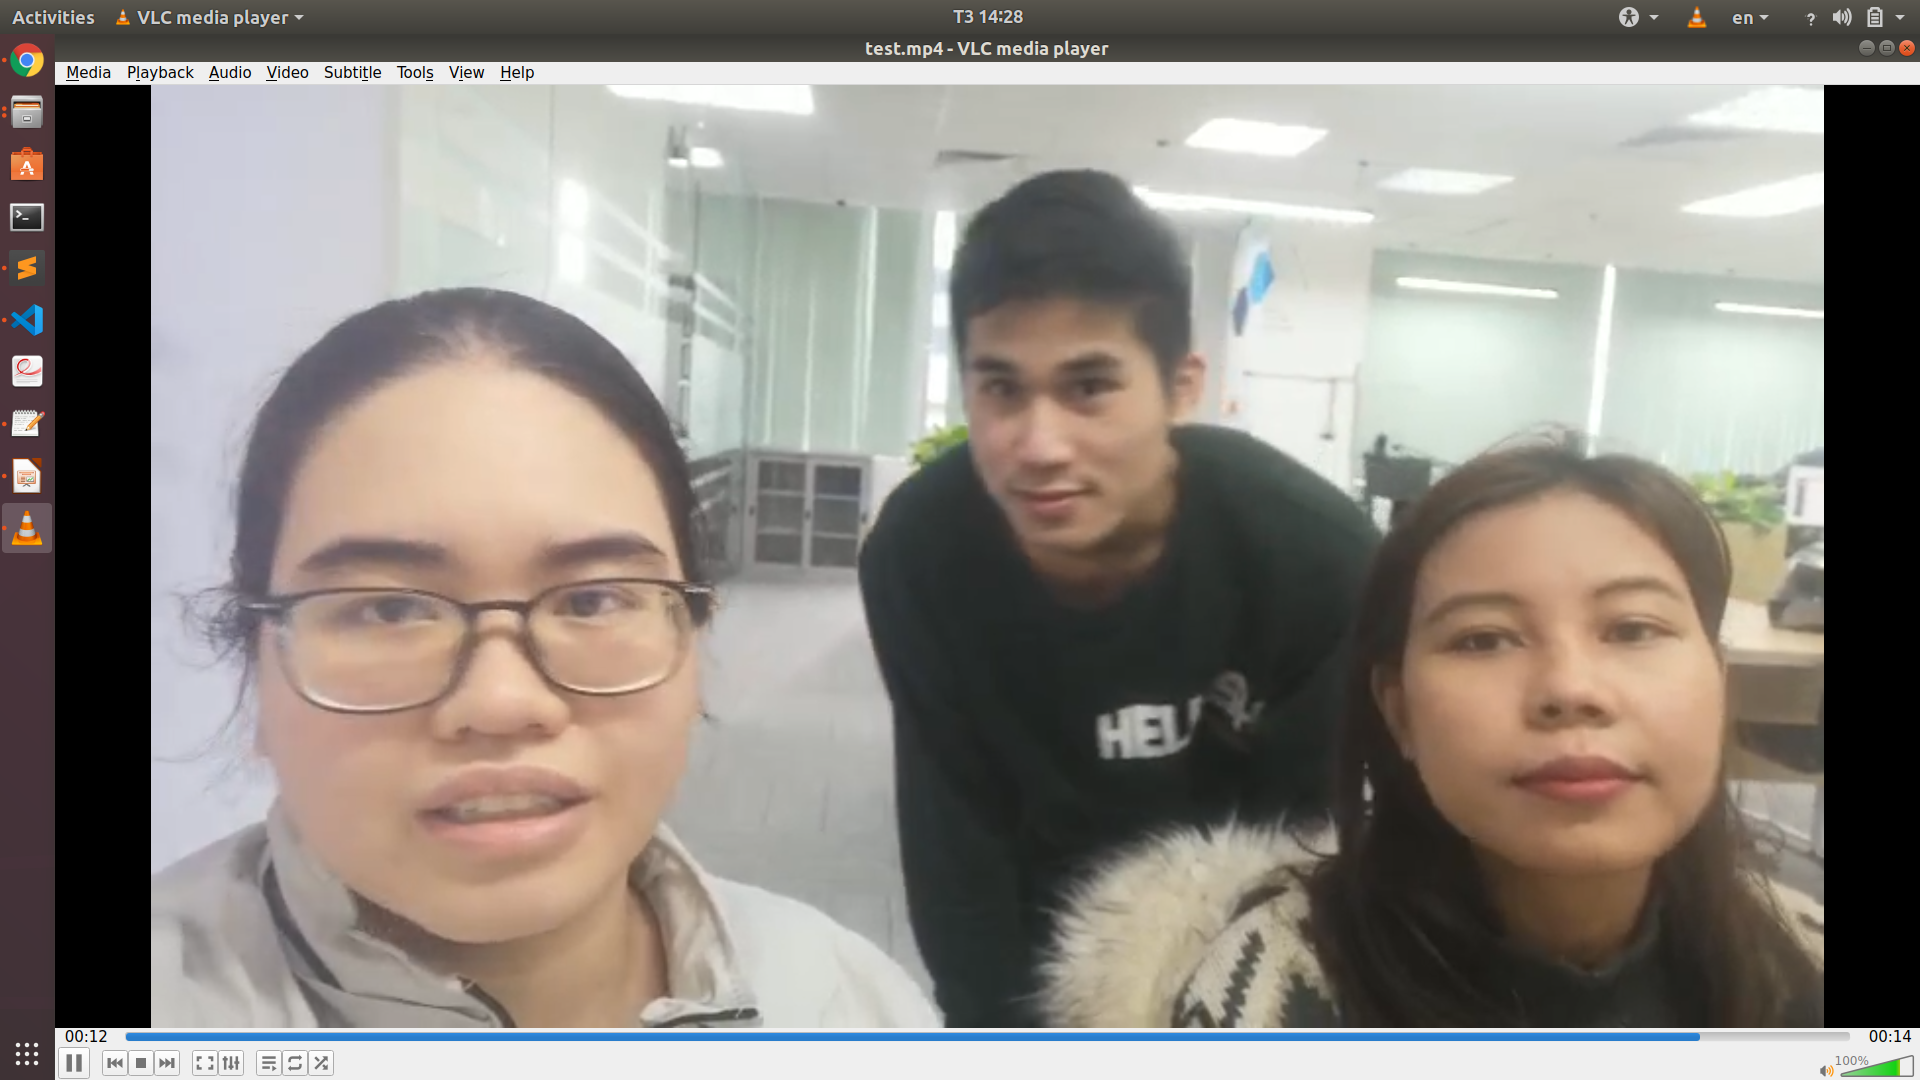 Activities VLC media player T3 14:28 en ?
test.mp4 - VLC media player
Media Playback Audio Video Subtitle Tools View Help
HEL
00:12 00:14
100%